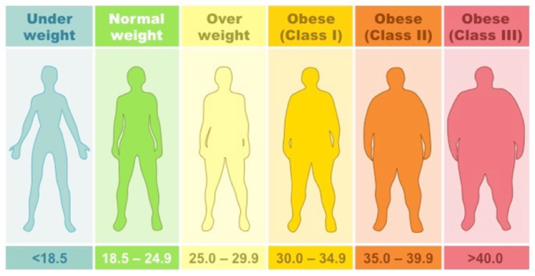 Under
weight
Normal
weight
Over
weight
Obese
(Class I)
Obese
(Class II)
Obese
(Class III)
<18.5
18.5 – 24.9
25.0 – 29.9
30.0 – 34.9
35.0 – 39.9
>40.0